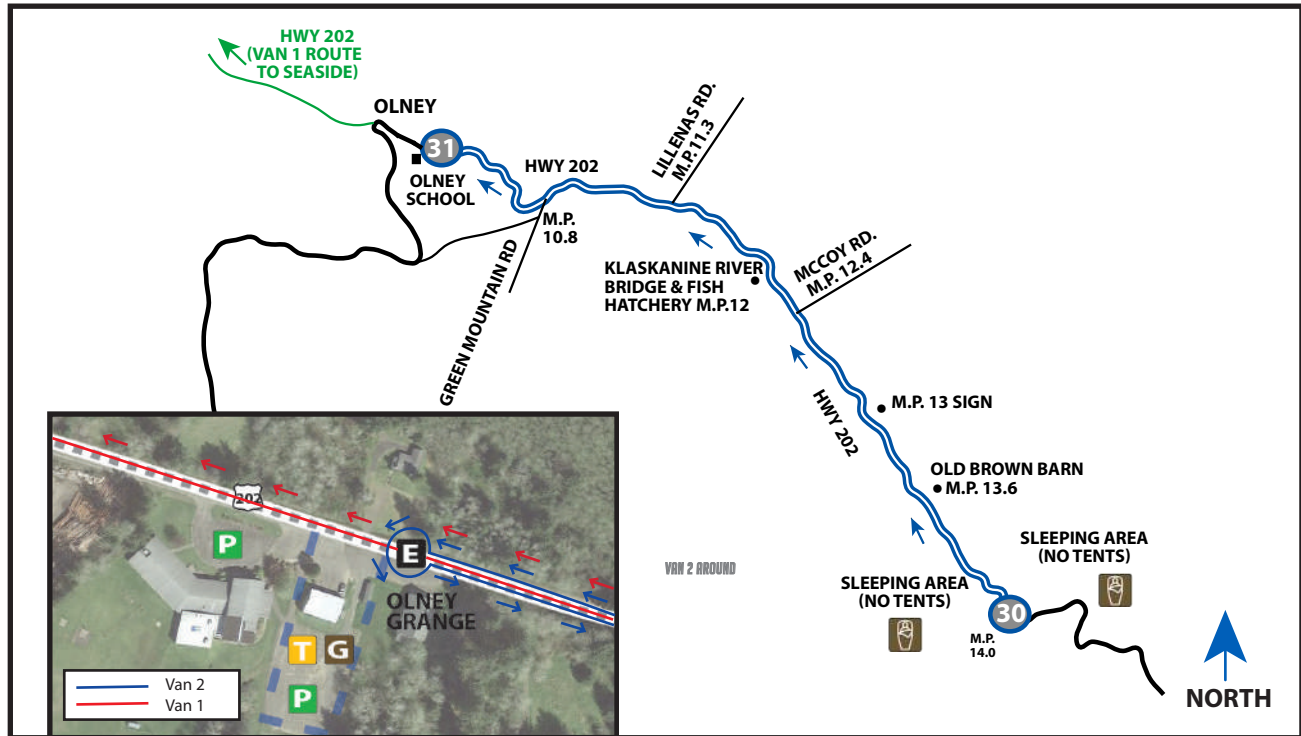 HWY 202
(VAN 1 ROUTE
TO SEASIDE)
OLNEY
31
OLNEY
SCHOOL
HWY 202
LILLENAS RD.
M.P.11.3
M.P.
10.8
GREEN MOUNTAIN RD
KLASKANINE RIVER
BRIDGE & FISH
HATCHERY M.P.12
MCCOY RD.
M.P. 12.4
HWY 202
M.P. 13 SIGN
OLD BROWN BARN
M.P. 13.6
SLEEPING AREA
(NO TENTS)
VAN 2 AROUND
SLEEPING AREA
(NO TENTS)
30
M.P.
14.0
NORTH
202
P
E
OLNEY
GRANGE
T G
P
Van 2
Van 1